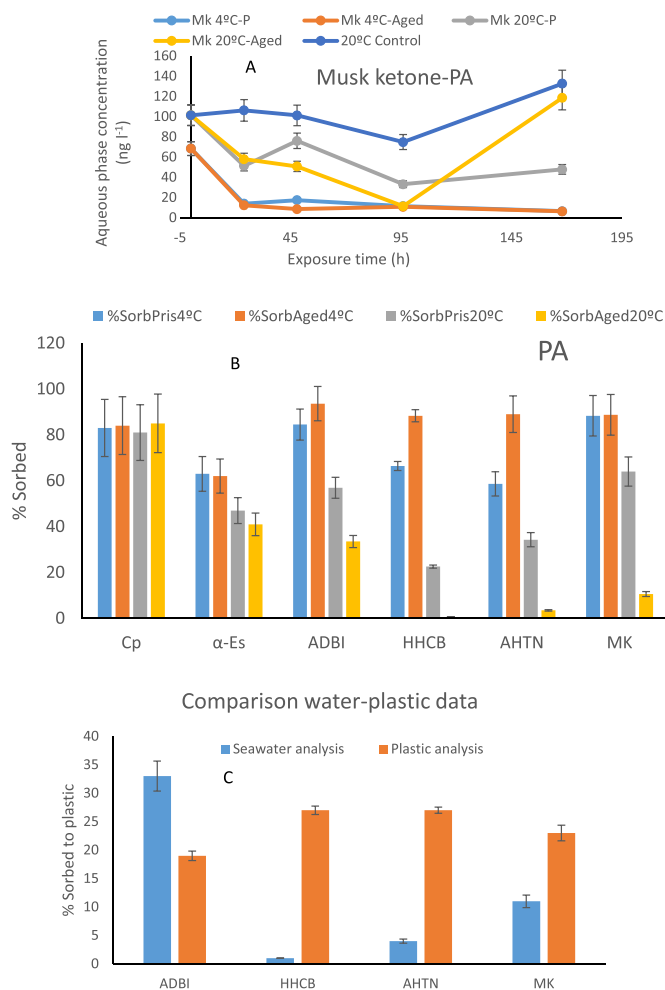 Mk 4ºC-P Mk 4ºC-Aged Mk 20ºC-P
Mk 20ºC-Aged 20ºC Control
160
140
120
100
80
60
40
20
0
A
Musk ketone-PA
Aqueous phase concentration
(ng l⁻¹)
-5 45 95 145 195
Exposure time (h)
%SorbPris4ºC %SorbAged4ºC %SorbPris20ºC %SorbAged20ºC
120
100
80
60
40
20
0
B
PA
% Sorbed
Cp α-Es ADBI HHCB AHTN MK
Comparison water-plastic data
40
35
30
25
20
15
10
5
0
Seawater analysis Plastic analysis
C
% Sorbed to plastic
ADBI HHCB AHTN MK